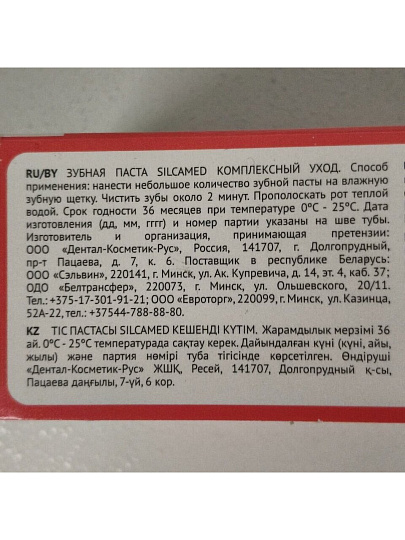 RU/BY ЗУБНАЯ ПАСТА SILCAMED КОМПЛЕКСНЫЙ УХОД. Способ
применения: нанести небольшое количество зубной пасты на влажную
зубную щетку. Чистить зубы около 2 минут. Прополоскать рот теплой
водой. Срок годности 36 месяцев при температуре 0°C - 25°C. Дата
изготовления (дд, мм, гггг) и номер партии указаны на шве тубы.
Изготовитель и организация, принимающая претензии:
ООО «Дентал-Косметик-Рус», Россия, 141707, г. Долгопрудный,
пр-т Пацаева, д. 7, к. 6. Поставщик в республике Беларусь:
ООО «Сэльвин», 220141, г. Минск, ул. Ак. Купревича, д. 14, эт. 4, каб. 37;
ОДО «Белтрансфер», 220073, г. Минск, ул. Ольшевского, 20/11.
Тел.: +375-17-301-91-21; ООО «Евроторг», 220099, г. Минск, ул. Казинца,
52А-22, тел.: +37544-788-88-80.
KZ ТІС ПАСТАСЫ SILCAMED КЕШЕНДІ КҮТІМ. Жарамдылық мерзімі 36
ай. 0°C - 25°C температурада сақтау керек. Дайындалған күні (күні, айы,
жылы) және партия нөмірі туба тігісінде көрсетілген. Өндіруші
«Дентал-Косметик-Рус» ЖШҚ, Ресей, 141707, Долгопрудный қ-сы,
Пацаева даңғылы, 7-үй, 6 кор.